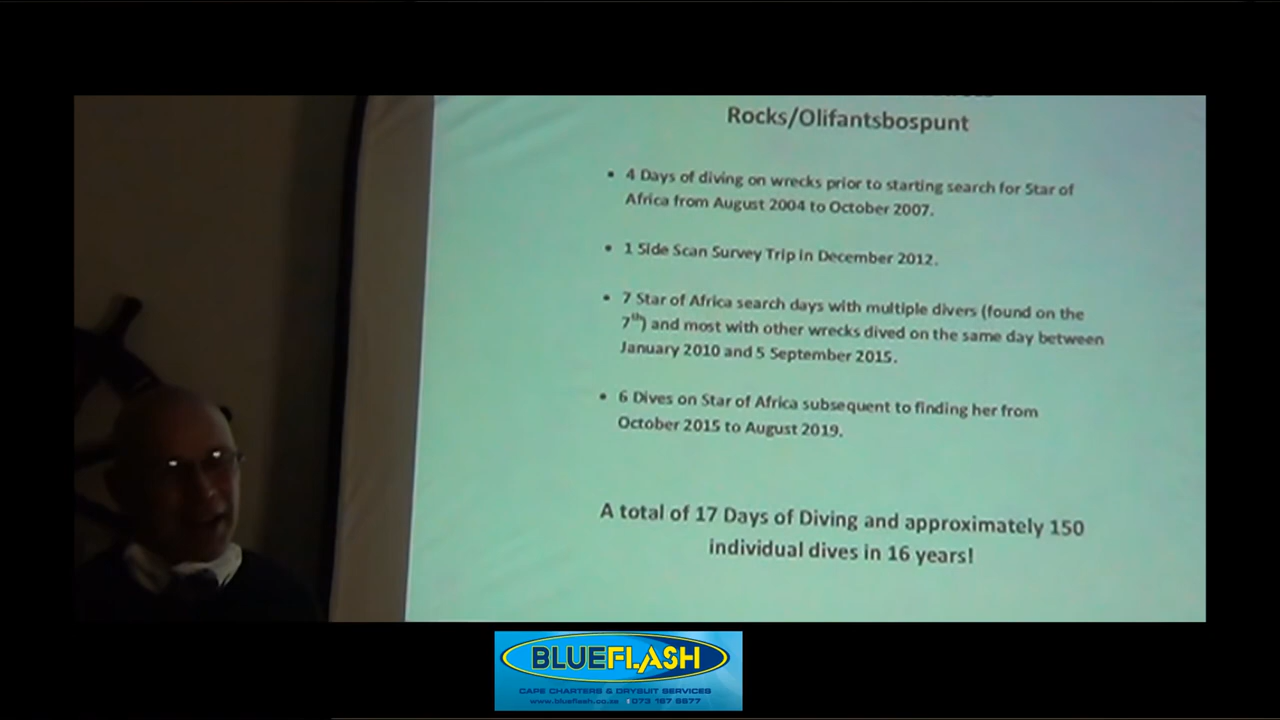 Rocks/Olifantsbospunt
• 4 Days of diving on wrecks prior to starting search for Star of
Africa from August 2004 to October 2007.
• 1 Side Scan Survey Trip in December 2012.
• 7 Star of Africa search days with multiple divers (found on the
7th) and most with other wrecks dived on the same day between
January 2010 and 5 September 2015.
• 6 Dives on Star of Africa subsequent to finding her from
October 2015 to August 2019.
A total of 17 Days of Diving and approximately 150
individual dives in 16 years!
BLUEFLASH
CAPE CHARTERS & DRYSUIT SERVICES
www.blueflash.co.za